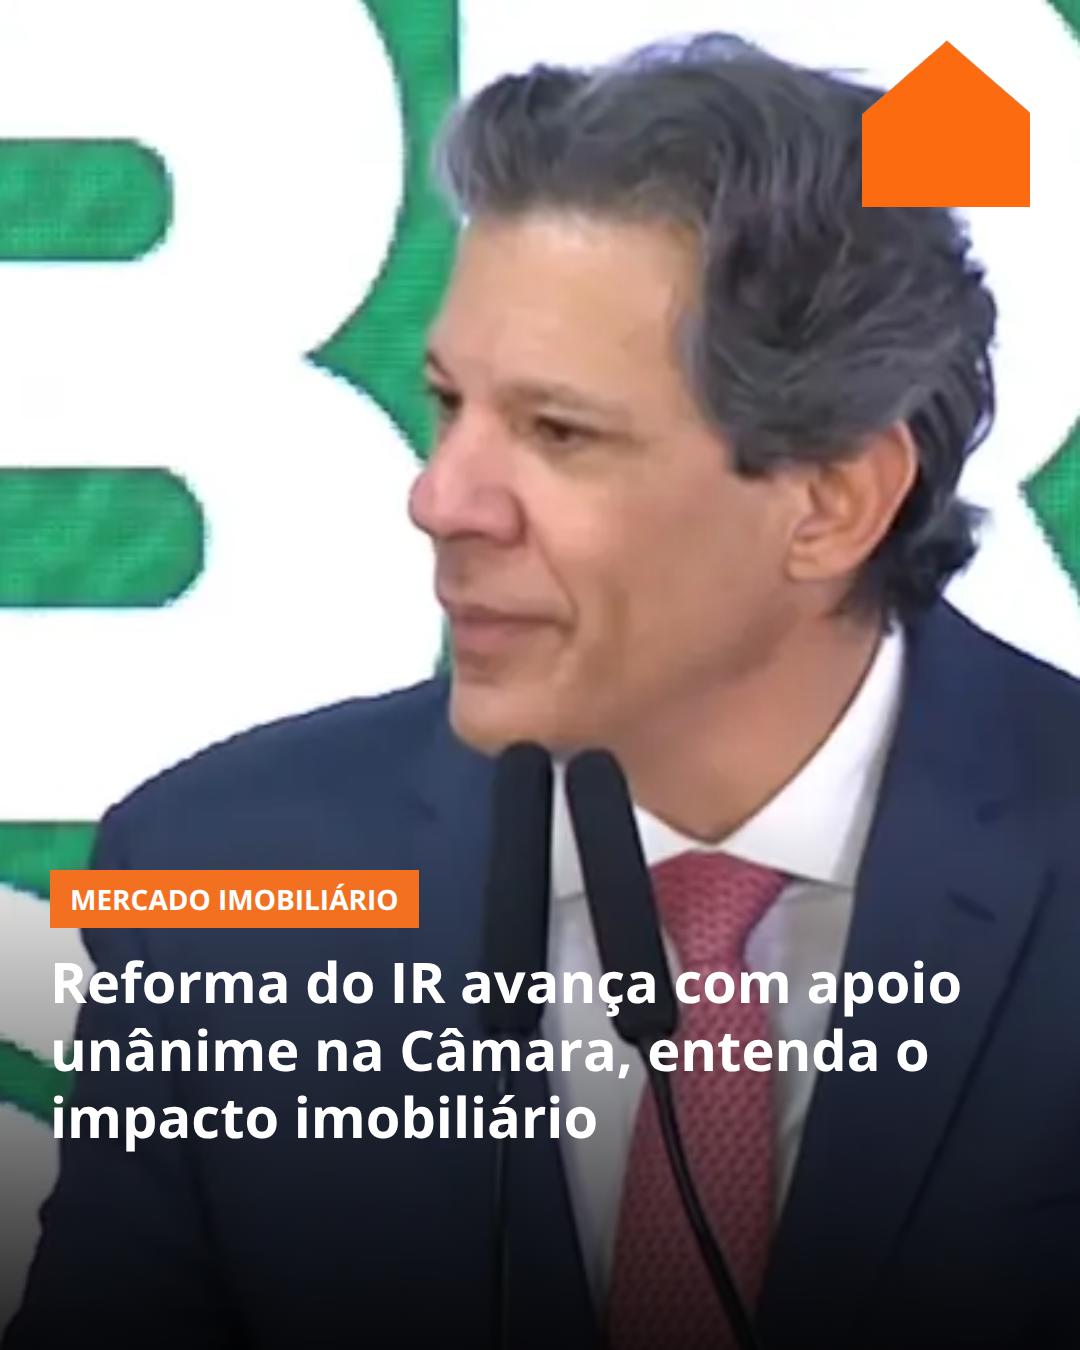 MERCADO IMOBILIÁRIO
Reforma do IR avança com apoio
unânime na Câmara, entenda o
impacto imobiliário